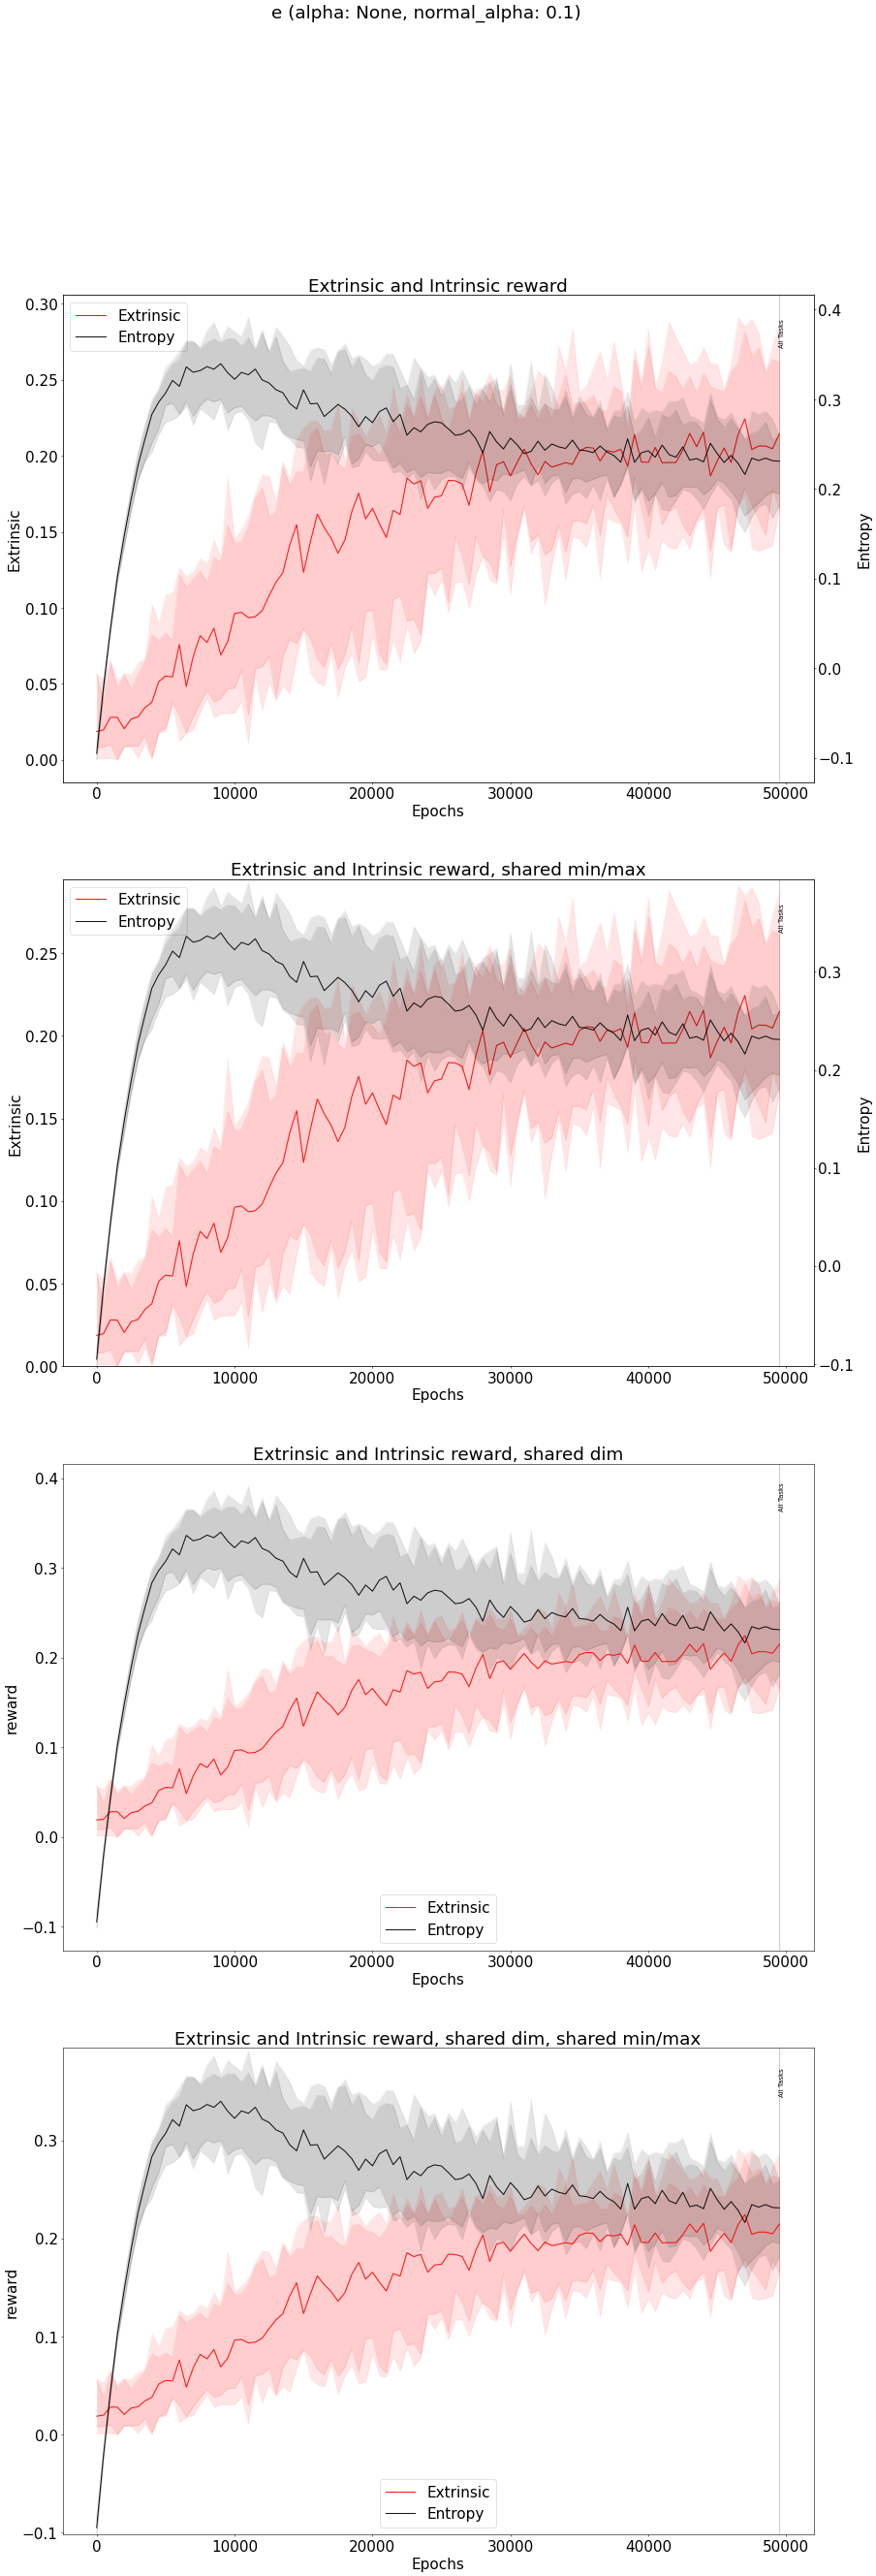 e (alpha: None, normal_alpha: 0.1)
Extrinsic and Intrinsic reward
Extrinsic
Entropy
All Tasks
0.30
0.25
0.20
0.15
0.10
0.05
0.00
Extrinsic
0.4
0.3
0.2
0.1
0.0
−0.1
Entropy
0 10000 20000 30000 40000 50000
Epochs
Extrinsic and Intrinsic reward, shared min/max
Extrinsic
Entropy
All Tasks
0.25
0.20
0.15
0.10
0.05
0.00
Extrinsic
0.3
0.2
0.1
0.0
−0.1
Entropy
0 10000 20000 30000 40000 50000
Epochs
Extrinsic and Intrinsic reward, shared dim
All Tasks
0.4
0.3
0.2
0.1
0.0
−0.1
reward
Extrinsic
Entropy
0 10000 20000 30000 40000 50000
Epochs
Extrinsic and Intrinsic reward, shared dim, shared min/max
All Tasks
0.3
0.2
0.1
0.0
−0.1
reward
Extrinsic
Entropy
0 10000 20000 30000 40000 50000
Epochs